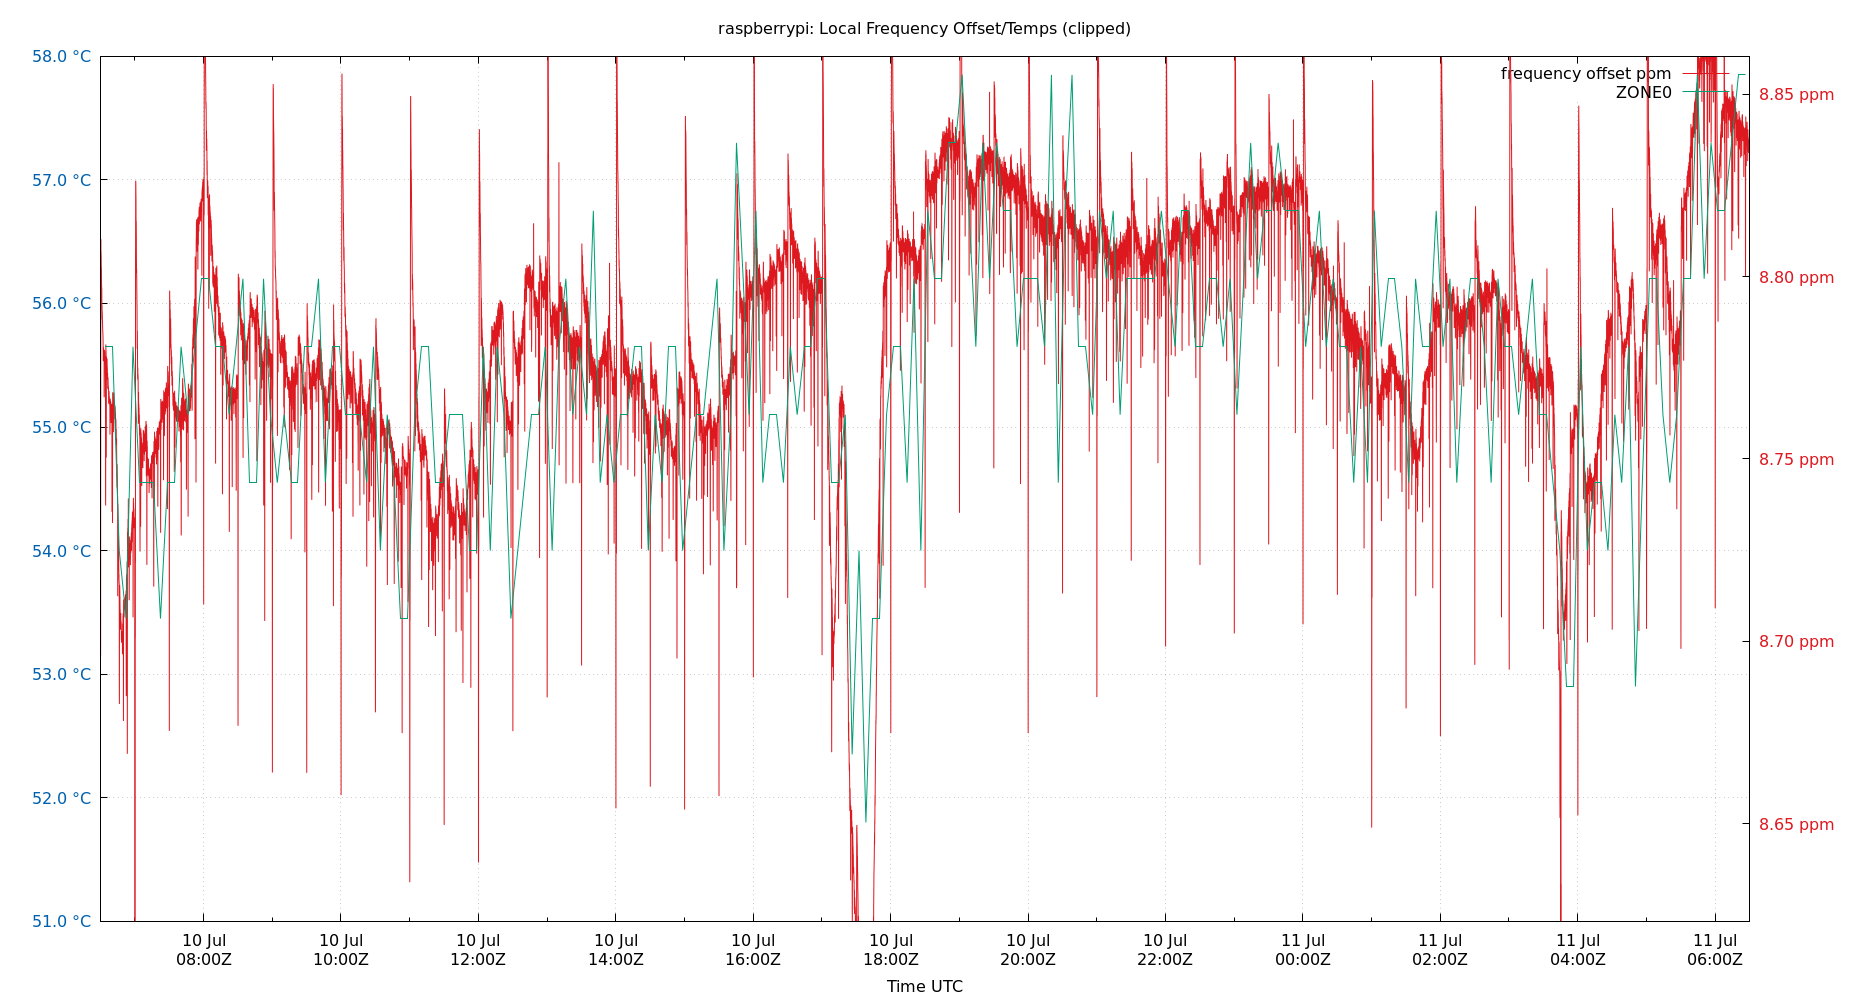 raspberrypi: Local Frequency Offset/Temps (clipped)
frequency offset ppm
ZONE0
58.0 °C
57.0 °C
56.0 °C
55.0 °C
54.0 °C
53.0 °C
52.0 °C
51.0 °C
8.85 ppm
8.80 ppm
8.75 ppm
8.70 ppm
8.65 ppm
10 Jul
08:00Z
10 Jul
10:00Z
10 Jul
12:00Z
10 Jul
14:00Z
10 Jul
16:00Z
10 Jul
18:00Z
10 Jul
20:00Z
10 Jul
22:00Z
11 Jul
00:00Z
11 Jul
02:00Z
11 Jul
04:00Z
11 Jul
06:00Z
Time UTC